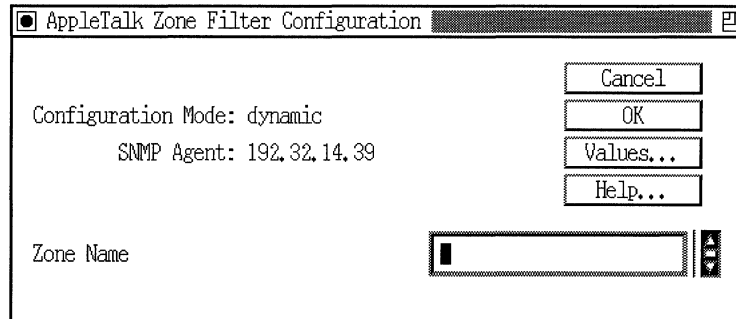 AppleTalk Zone Filter Configuration
Cancel
Configuration Mode: dynamic
OK
SNMP Agent: 192.32.14.39
Values...
Help...
Zone Name